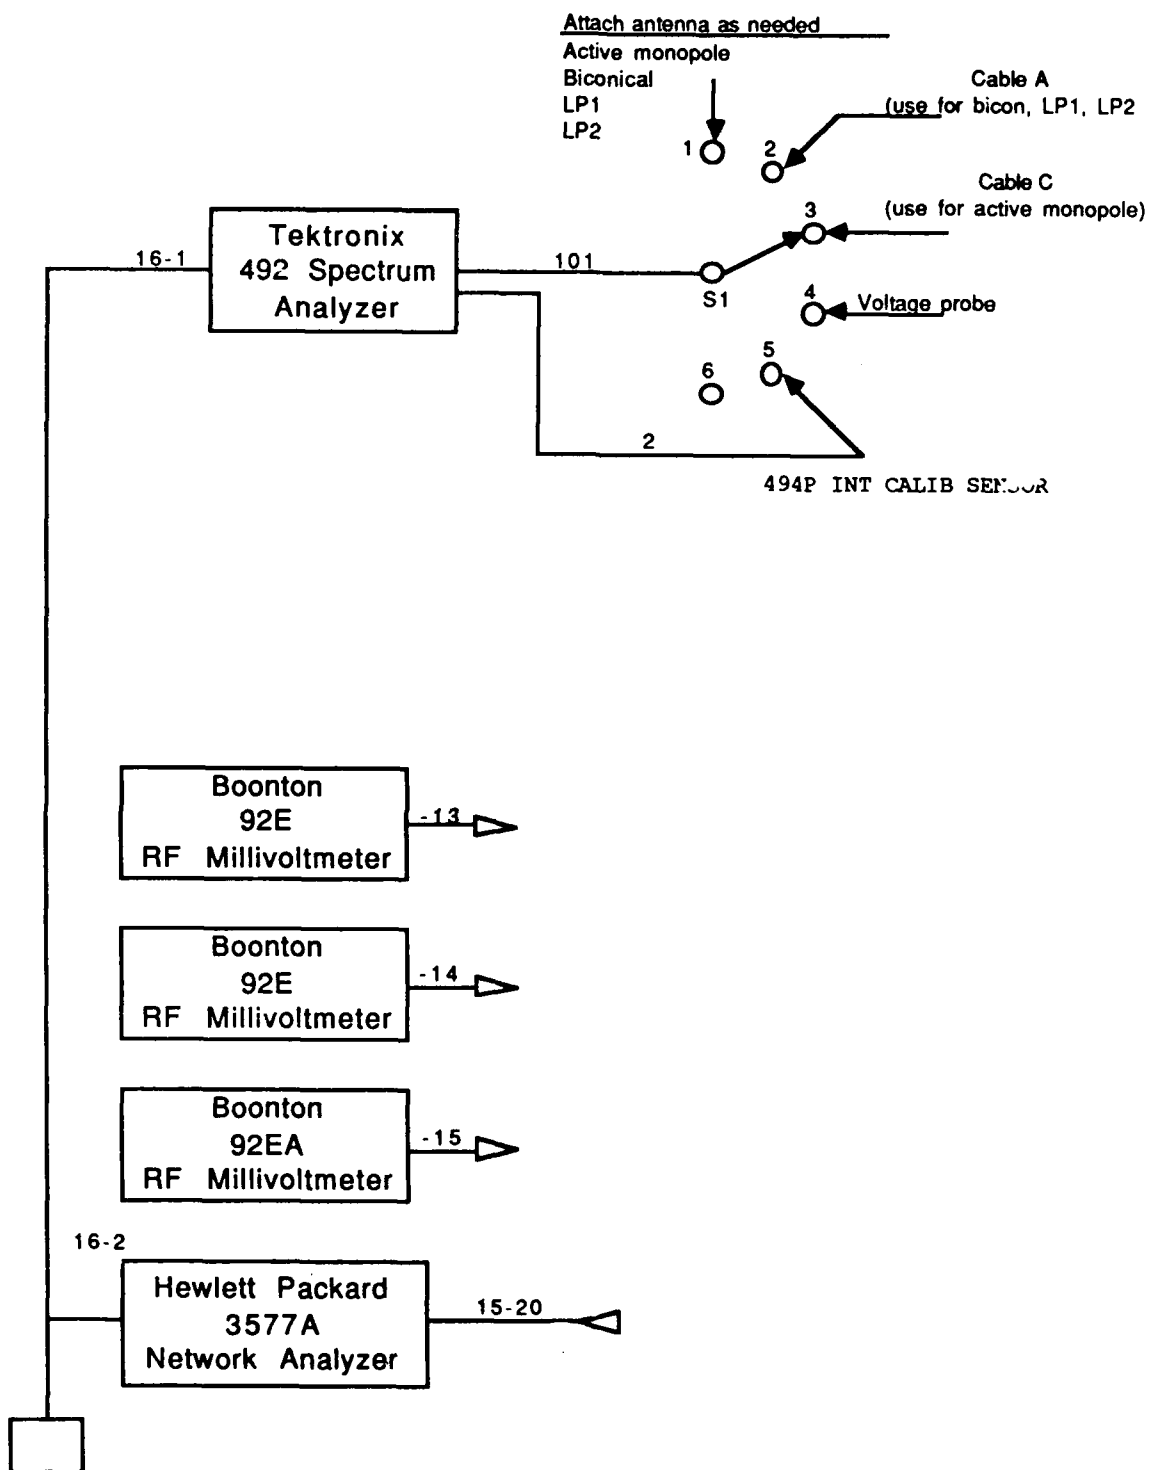 Attach antenna as needed
Active monopole
Biconical
LP1
LP2
Cable A
(use for bicon, LP1, LP2
1
2
Cable C
(use for active monopole)
3
Tektronix
492 Spectrum
Analyzer
16-1
101
S1
4
Voltage probe
5
6
2
494P INT CALIB
Boonton
92E
RF Millivoltmeter
-13
Boonton
92E
RF Millivoltmeter
-14
Boonton
92EA
RF Millivoltmeter
-15
16-2
Hewlett Packard
3577A
Network Analyzer
15-20